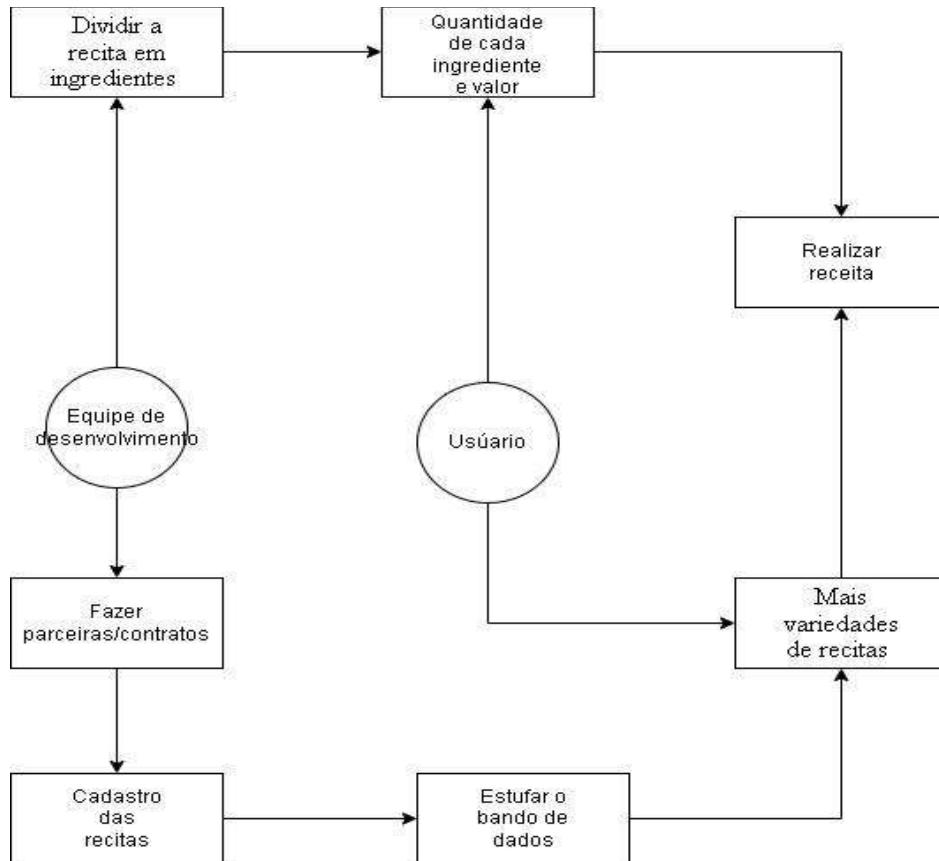 Dividir a
recita em
ingredientes
Quantidade
de cada
ingrediente
e valor
Realizar
receita
Equipe de
desenvolvimento
Usúario
Fazer
parceiras/contratos
Mais
variedades
de recitas
Cadastro
das
recitas
Estufar o
bando de
dados